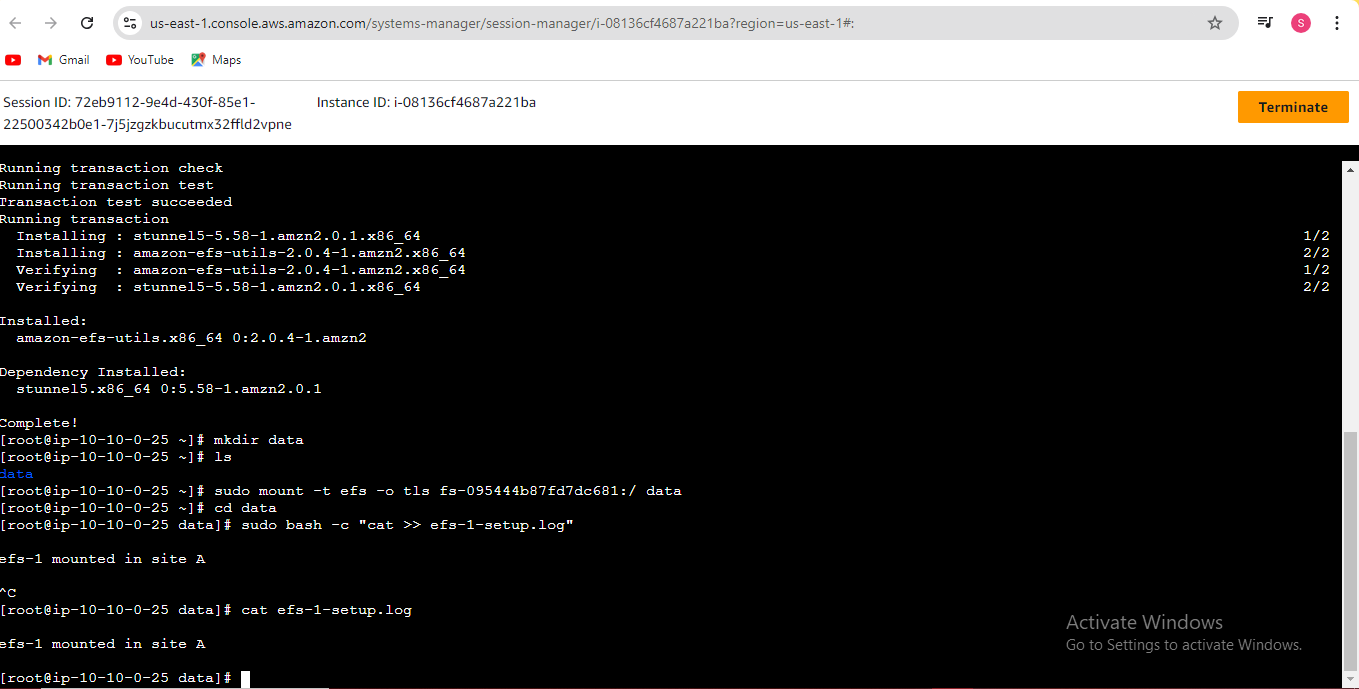 us-east-1.console.aws.amazon.com/systems-manager/session-manager/i-08136cf4687a221ba?region=us-east-1#:
S
Gmail
YouTube
Maps
Session ID: 72eb9112-9e4d-430f-85e1-
22500342b0e1-7j5jzgzkbucutmx32ffld2vpne
Instance ID: i-08136cf4687a221ba
Terminate
Running transaction check
Running transaction test
Transaction test succeeded
Running transaction
  Installing : stunnel5-5.58-1.amzn2.0.1.x86_64 1/2
  Installing : amazon-efs-utils-2.0.4-1.amzn2.x86_64 2/2
  Verifying  : amazon-efs-utils-2.0.4-1.amzn2.x86_64 1/2
  Verifying  : stunnel5-5.58-1.amzn2.0.1.x86_64 2/2
Installed:
  amazon-efs-utils.x86_64 0:2.0.4-1.amzn2
Dependency Installed:
  stunnel5.x86_64 0:5.58-1.amzn2.0.1
Complete!
[root@ip-10-10-0-25 ~]# mkdir data
[root@ip-10-10-0-25 ~]# ls
data
[root@ip-10-10-0-25 ~]# sudo mount -t efs -o tls fs-095444b87fd7dc681:/ data
[root@ip-10-10-0-25 ~]# cd data
[root@ip-10-10-0-25 data]# sudo bash -c "cat >> efs-1-setup.log"
efs-1 mounted in site A
^C
[root@ip-10-10-0-25 data]# cat efs-1-setup.log
efs-1 mounted in site A
[root@ip-10-10-0-25 data]#
Activate Windows
Go to Settings to activate Windows.